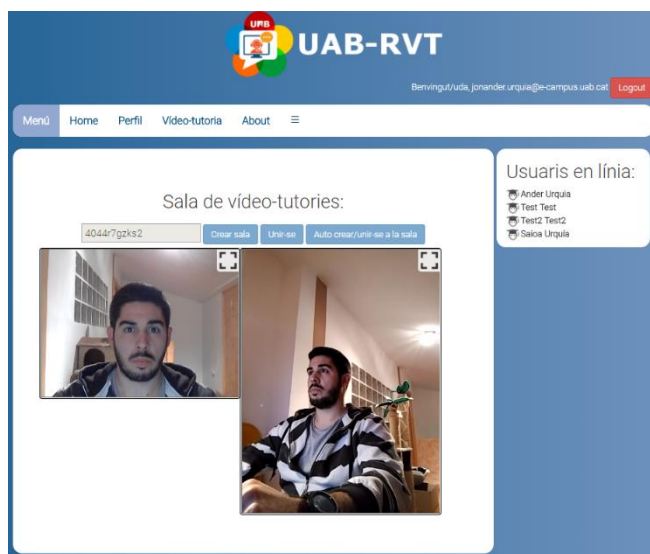 UAB
UAB-RVT
Benvingut/uda, jonander.urquia@e-campus.uab.cat Logout
Menú Home Perfil Vídeo-tutoria About ☰
Sala de vídeo-tutories:
4044r7gzks2 Crear sala Unir-se Auto crear/unir-se a la sala
Usuaris en línia:
Ander Urquia
Test Test
Test2 Test2
Saioa Urquía